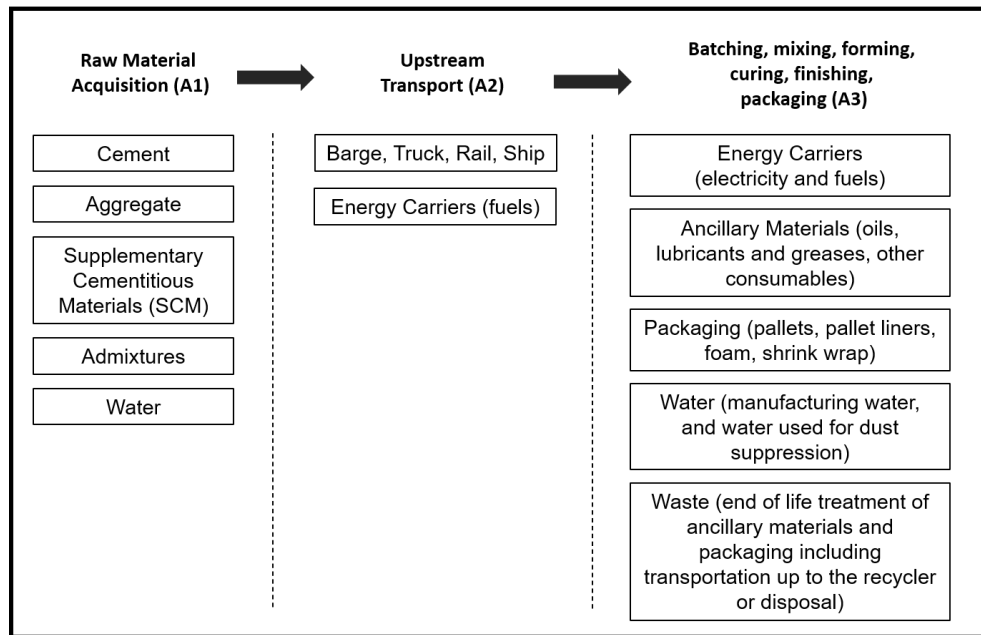 Raw Material
Acquisition (A1)
Upstream
Transport (A2)
Batching, mixing, forming,
curing, finishing,
packaging (A3)
Cement
Aggregate
Supplementary
Cementitious
Materials (SCM)
Admixtures
Water
Barge, Truck, Rail, Ship
Energy Carriers (fuels)
Energy Carriers
(electricity and fuels)
Ancillary Materials (oils,
lubricants and greases, other
consumables)
Packaging (pallets, pallet liners,
foam, shrink wrap)
Water (manufacturing water,
and water used for dust
suppression)
Waste (end of life treatment of
ancillary materials and
packaging including
transportation up to the recycler
or disposal)